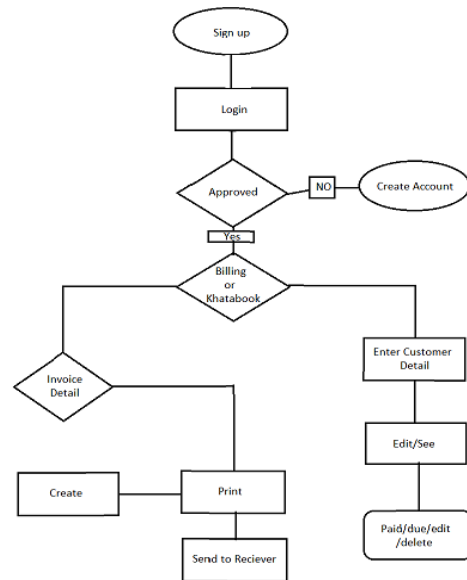 Sign up
Login
Approved
NO
Create Account
Yes
Billing
or
Khatabook
Invoice
Detail
Enter Customer
Detail
Edit/See
Create
Print
Paid/due/edit
/delete
Send to Reciever